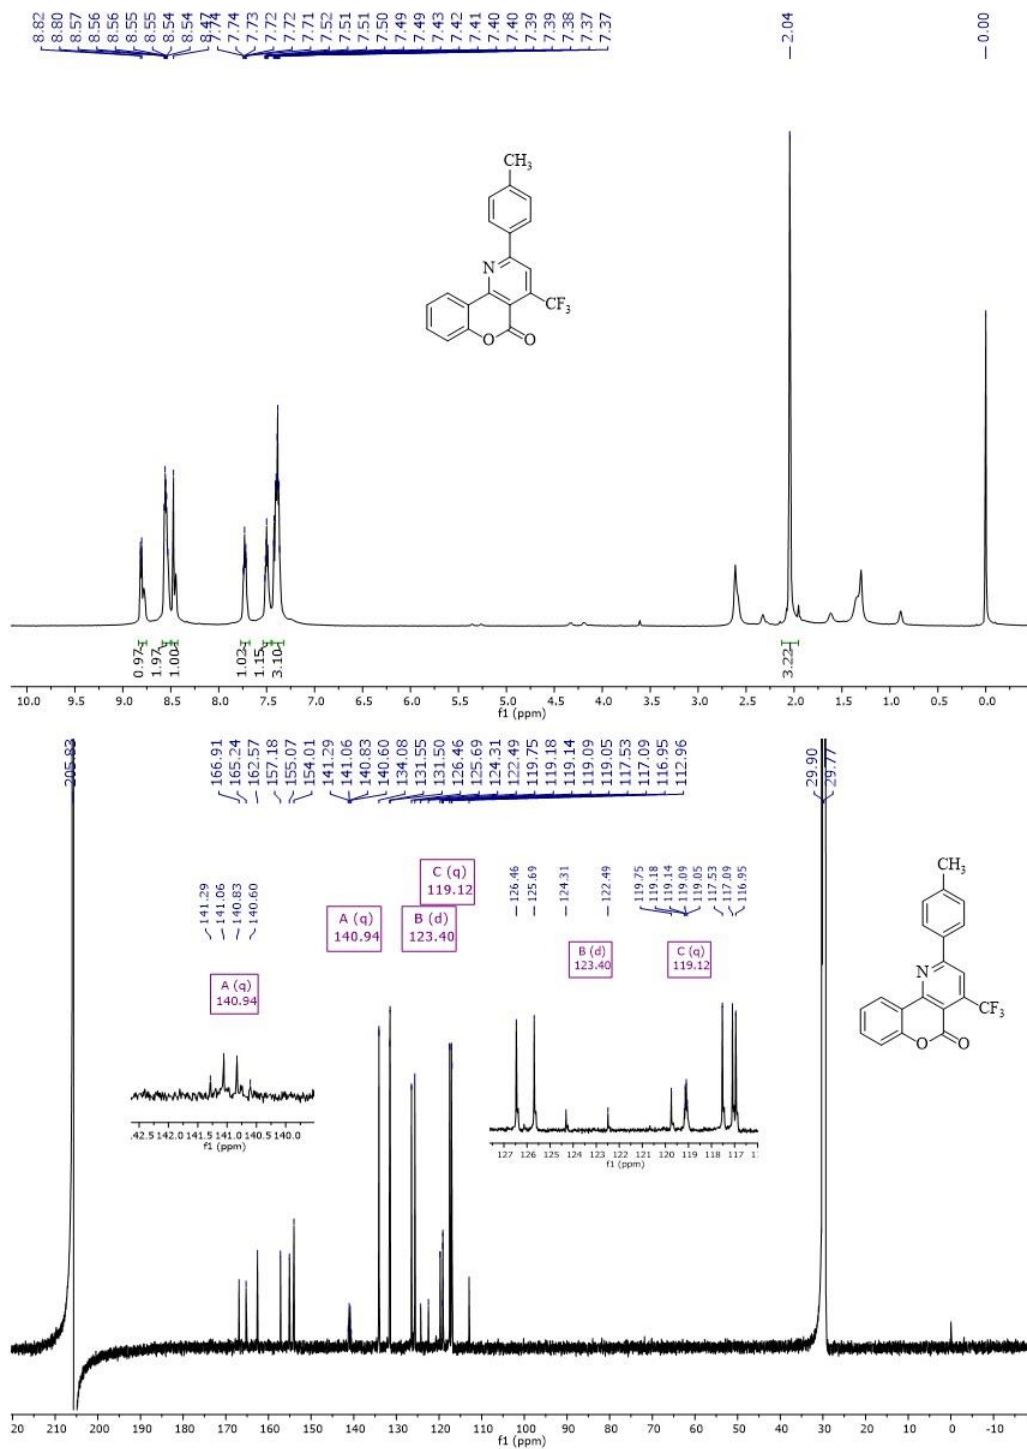 8.82 8.80 8.57 8.56 8.56 8.55 8.55 8.54 8.54 8.47 7.74 7.74 7.73 7.72 7.72 7.71 7.52 7.51 7.51 7.50 7.49 7.49 7.43 7.42 7.41 7.40 7.40 7.39 7.39 7.38 7.37 7.37 2.04 0.00
CH3
N
CF3
O O
0.97 1.97 1.00 1.02 1.15 3.10 3.22
10.0 9.5 9.0 8.5 8.0 7.5 7.0 6.5 6.0 5.5 5.0 4.5 4.0 3.5 3.0 2.5 2.0 1.5 1.0 0.5 0.0
f1 (ppm)
205.83 166.91 165.24 162.57 157.18 155.07 154.01 141.29 141.06 140.83 140.60 134.08 131.55 131.50 126.46 125.69 124.31 122.49 119.75 119.18 119.14 119.09 119.05 117.53 117.09 116.95 112.96 29.90 29.77
C (q)
119.12
A (q)
140.94
B (d)
123.40
141.29 141.06 140.83 140.60
A (q)
140.94
.42.5 142.0 141.5 141.0 140.5 140.0
f1 (ppm)
126.46 125.69 124.31 122.49 119.75 119.18 119.14 119.09 119.05 117.53 117.09 116.95
B (d)
123.40
C (q)
119.12
127 126 125 124 123 122 121 120 119 118 117
f1 (ppm)
CH3
N
CF3
O O
20 210 200 190 180 170 160 150 140 130 120 110 100 90 80 70 60 50 40 30 20 10 0 -10
f1 (ppm)